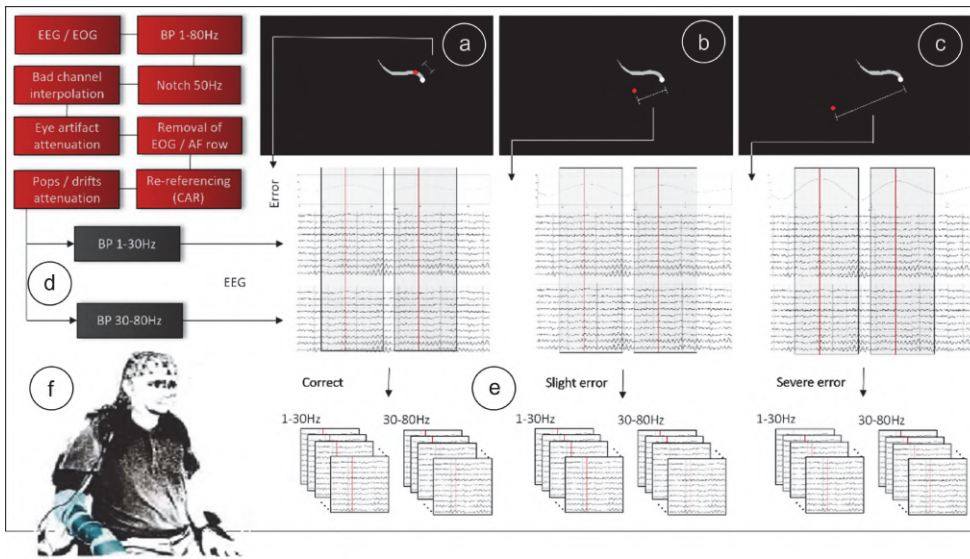 EEG / EOG
BP 1-80Hz
a
b
c
Bad channel
interpolation
Notch 50Hz
Eye artifact
attenuation
Removal of
EOG / AF row
Pops / drifts
attenuation
Re-referencing
(CAR)
Error
BP 1-30Hz
d
EEG
BP 30-80Hz
f
Correct
e
Slight error
Severe error
1-30Hz
30-80Hz
1-30Hz
30-80Hz
1-30Hz
30-80Hz